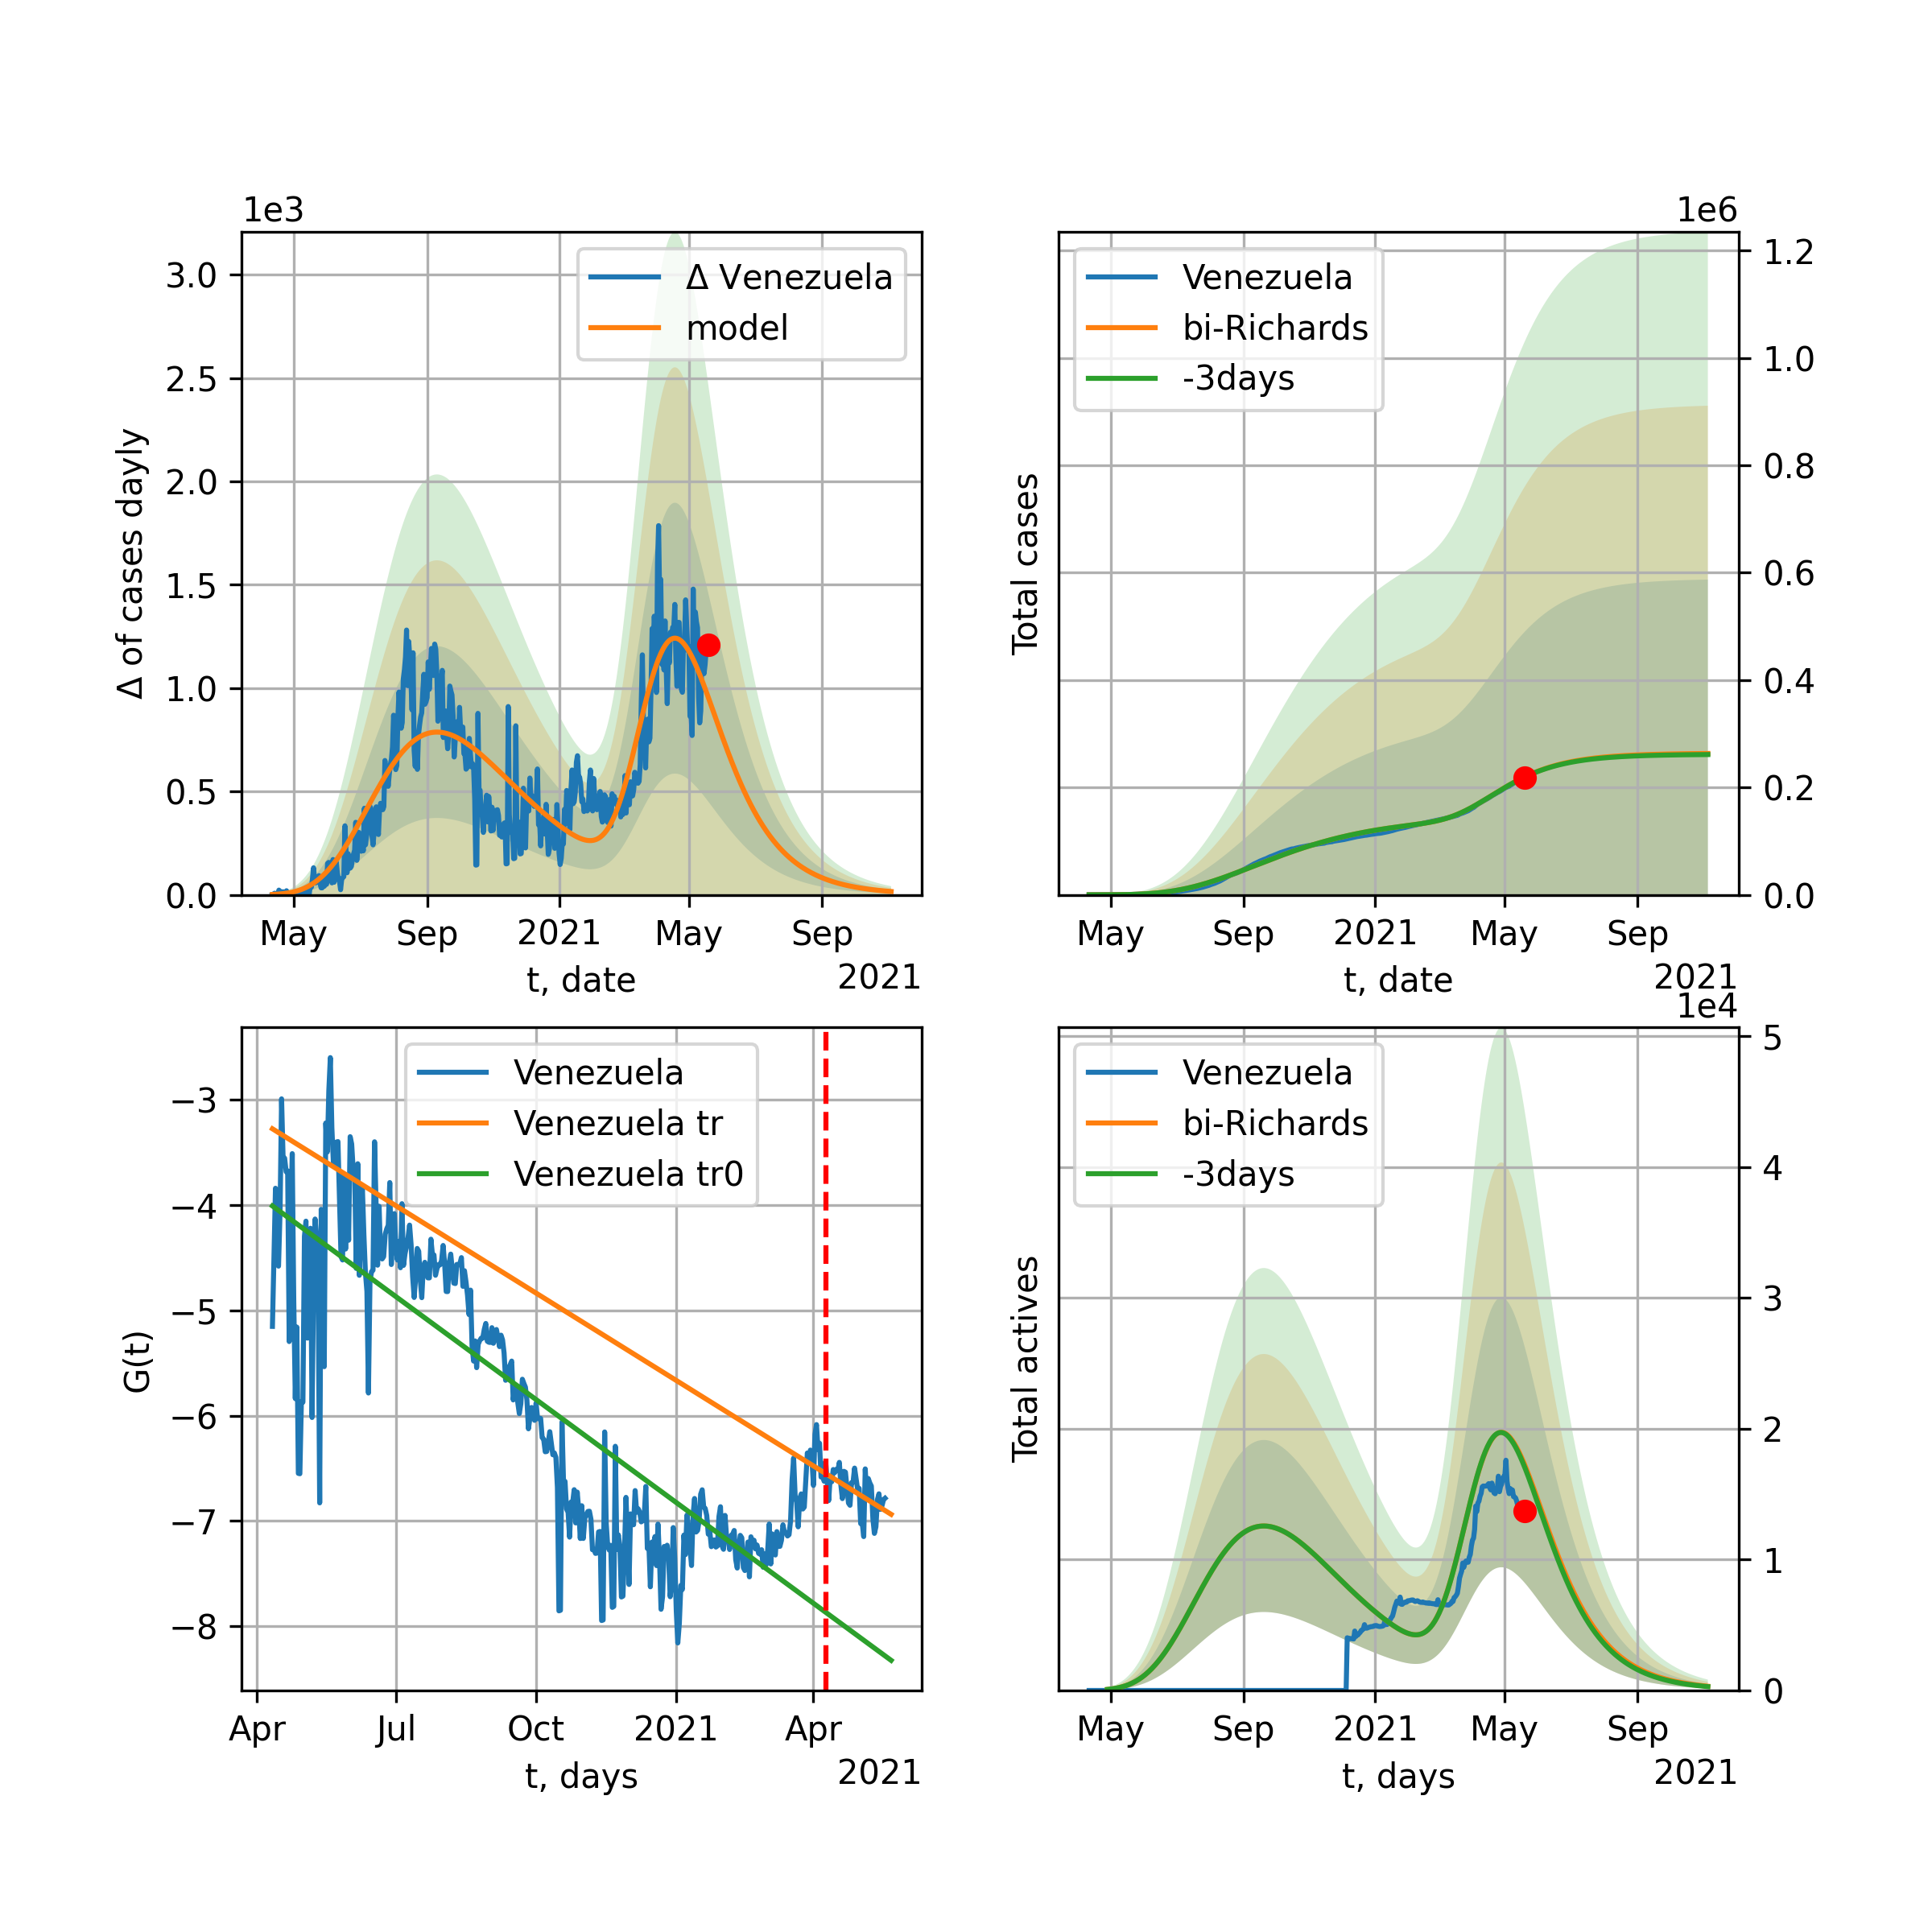 1e3
3.0
2.5
2.0
1.5
1.0
0.5
0.0
Δ of cases dayly
Δ Venezuela
model
May Sep 2021 May Sep
t, date
2021
1e6
Venezuela
bi-Richards
-3days
Total cases
1.2
1.0
0.8
0.6
0.4
0.2
0.0
May Sep 2021 May Sep
t, date
2021
Venezuela
Venezuela tr
Venezuela tr0
G(t)
−3
−4
−5
−6
−7
−8
Apr Jul Oct 2021 Apr
t, days
2021
1e4
Venezuela
bi-Richards
-3days
Total actives
5
4
3
2
1
0
May Sep 2021 May Sep
t, days
2021